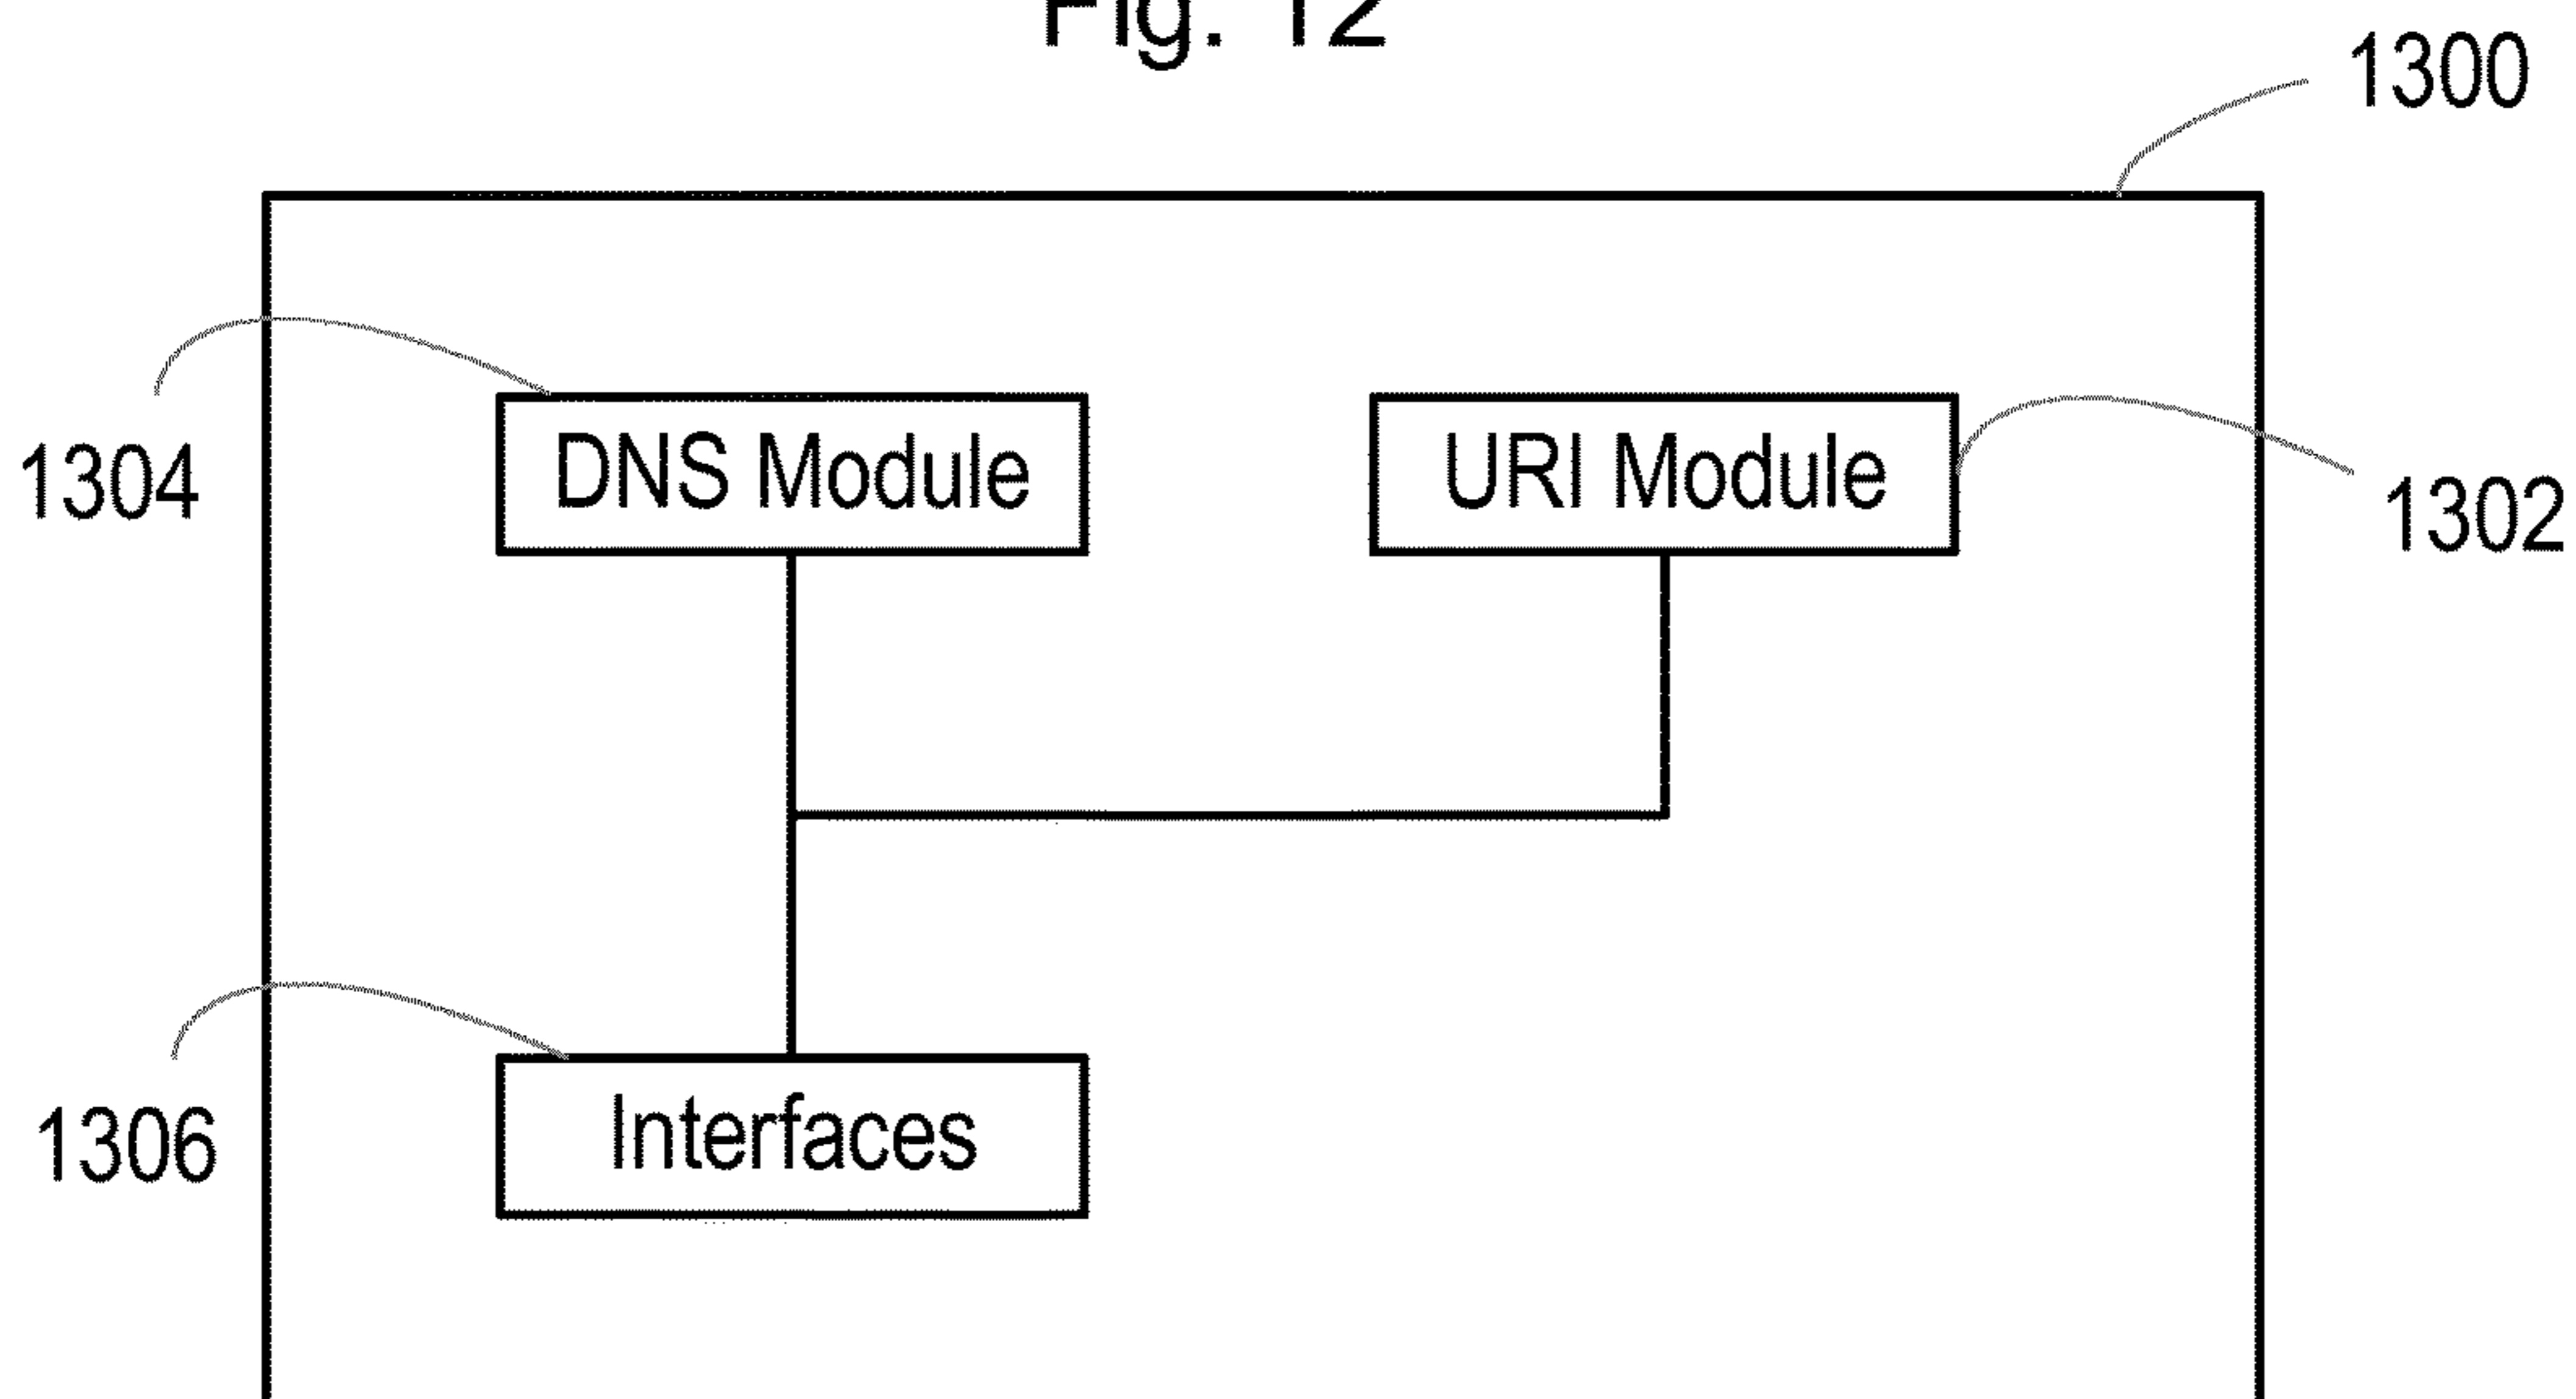 Fig. 12
1300
DNS Module
URI Module
1304
1302
Interfaces
1306